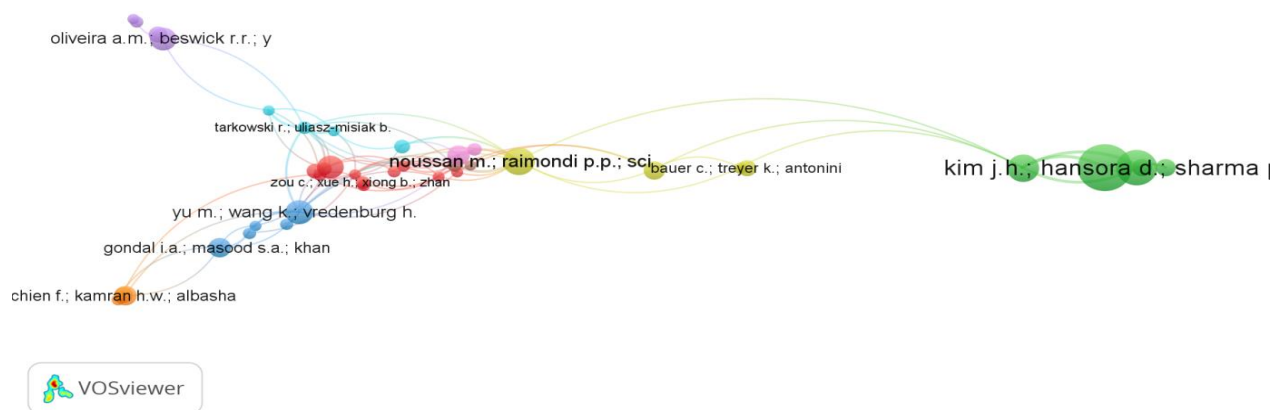 oliveira a.m.; beswick r.r.; y
tarkowski r.; uliasz-misiak b.
noussan m.; raimondi p.p.; sci
bauer c.; treyer k.; antonini
kim j.h.; hansora d.; sharma p
zou c.; xue h.; xiong b.; zhan
yu m.; wang k.; vredenburg h.
gondal i.a.; masood s.a.; khan
chien f.; kamran h.w.; albasha
VOSviewer